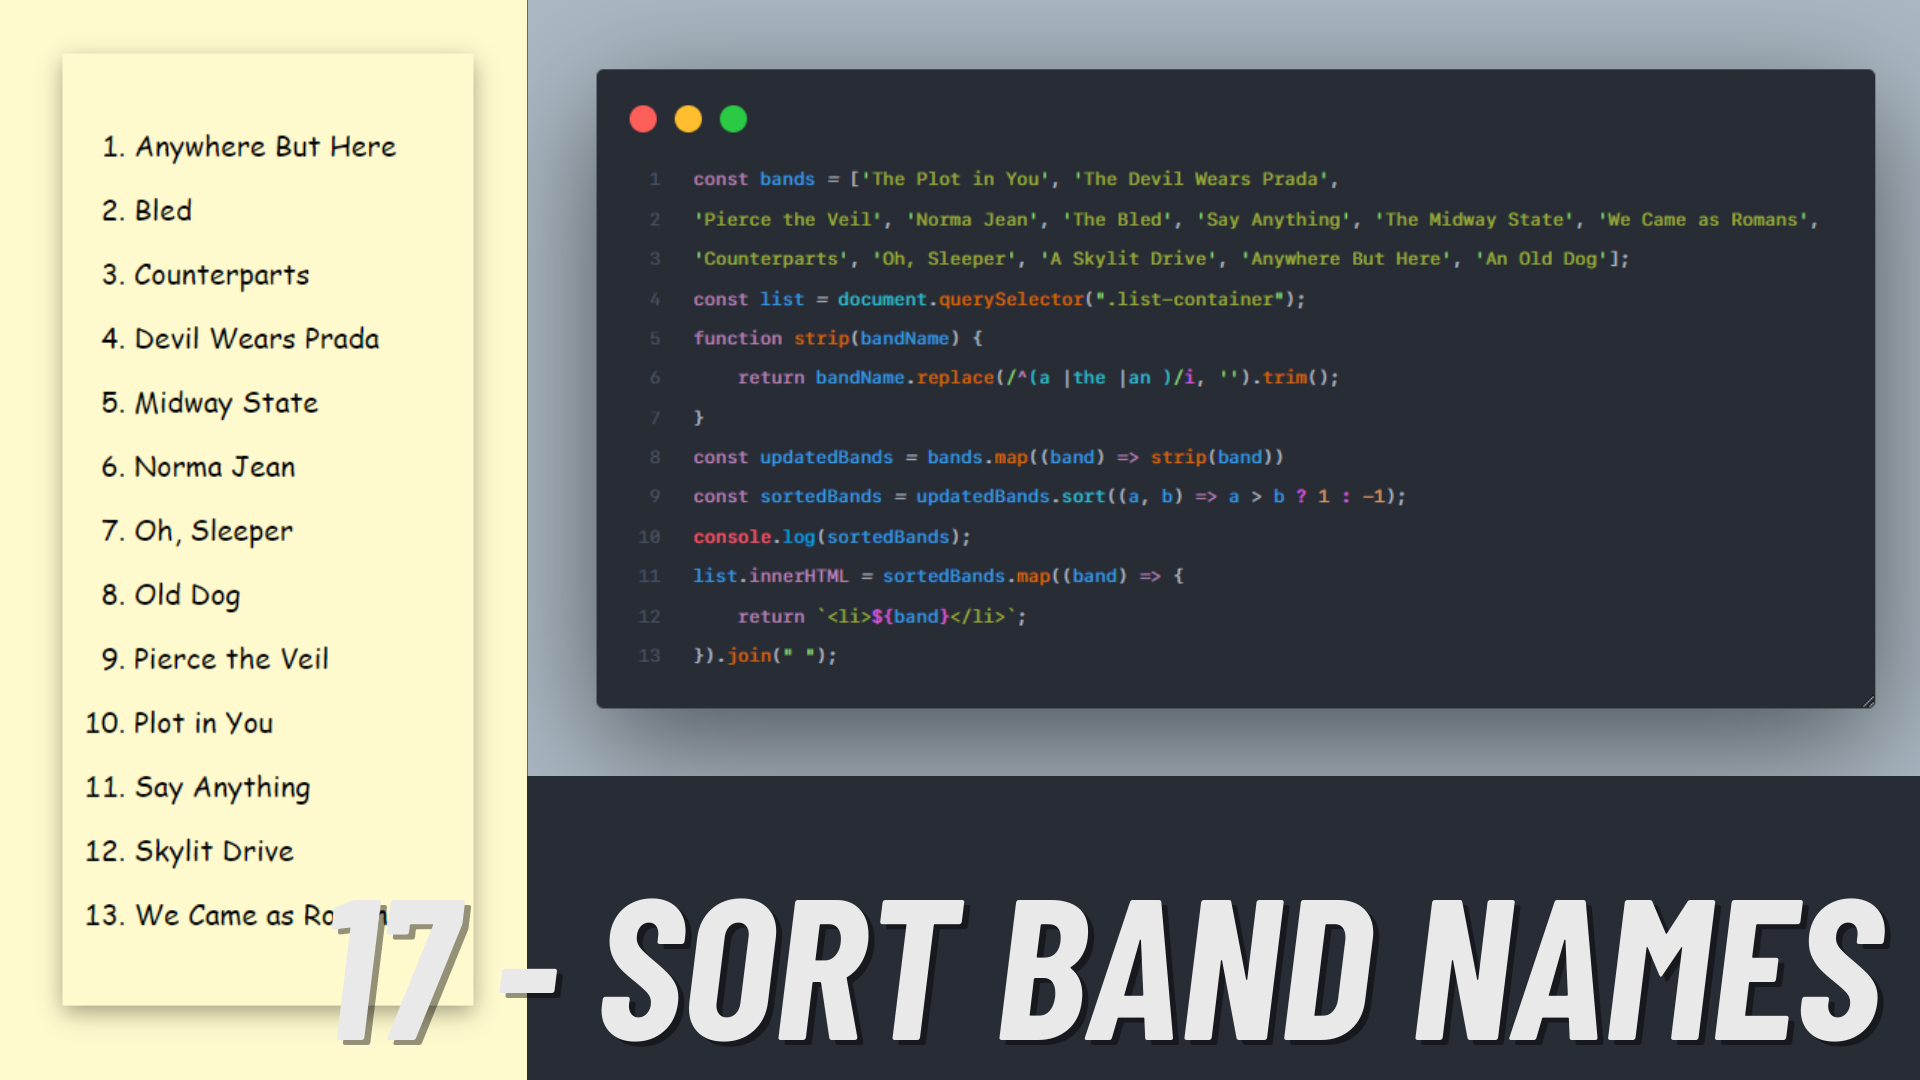 1. Anywhere But Here
2. Bled
3. Counterparts
4. Devil Wears Prada
5. Midway State
6. Norma Jean
7. Oh, Sleeper
8. Old Dog
9. Pierce the Veil
10. Plot in You
11. Say Anything
12. Skylit Drive
13. We Came as
1 const bands = ['The Plot in You', 'The Devil Wears Prada',
2 'Pierce the Veil', 'Norma Jean', 'The Bled', 'Say Anything', 'The Midway State', 'We Came as Romans',
3 'Counterparts', 'Oh, Sleeper', 'A Skylit Drive', 'Anywhere But Here', 'An Old Dog'];
4 const list = document.querySelector(".list-container");
5 function strip(bandName) {
6     return bandName.replace(/^(a |the |an )/i, '').trim();
7 }
8 const updatedBands = bands.map((band) => strip(band))
9 const sortedBands = updatedBands.sort((a, b) => a > b ? 1 : -1);
10 console.log(sortedBands);
11 list.innerHTML = sortedBands.map((band) => {
12     return `<li>${band}</li>`;
13 }).join(" ");
17 - SORT BAND NAMES